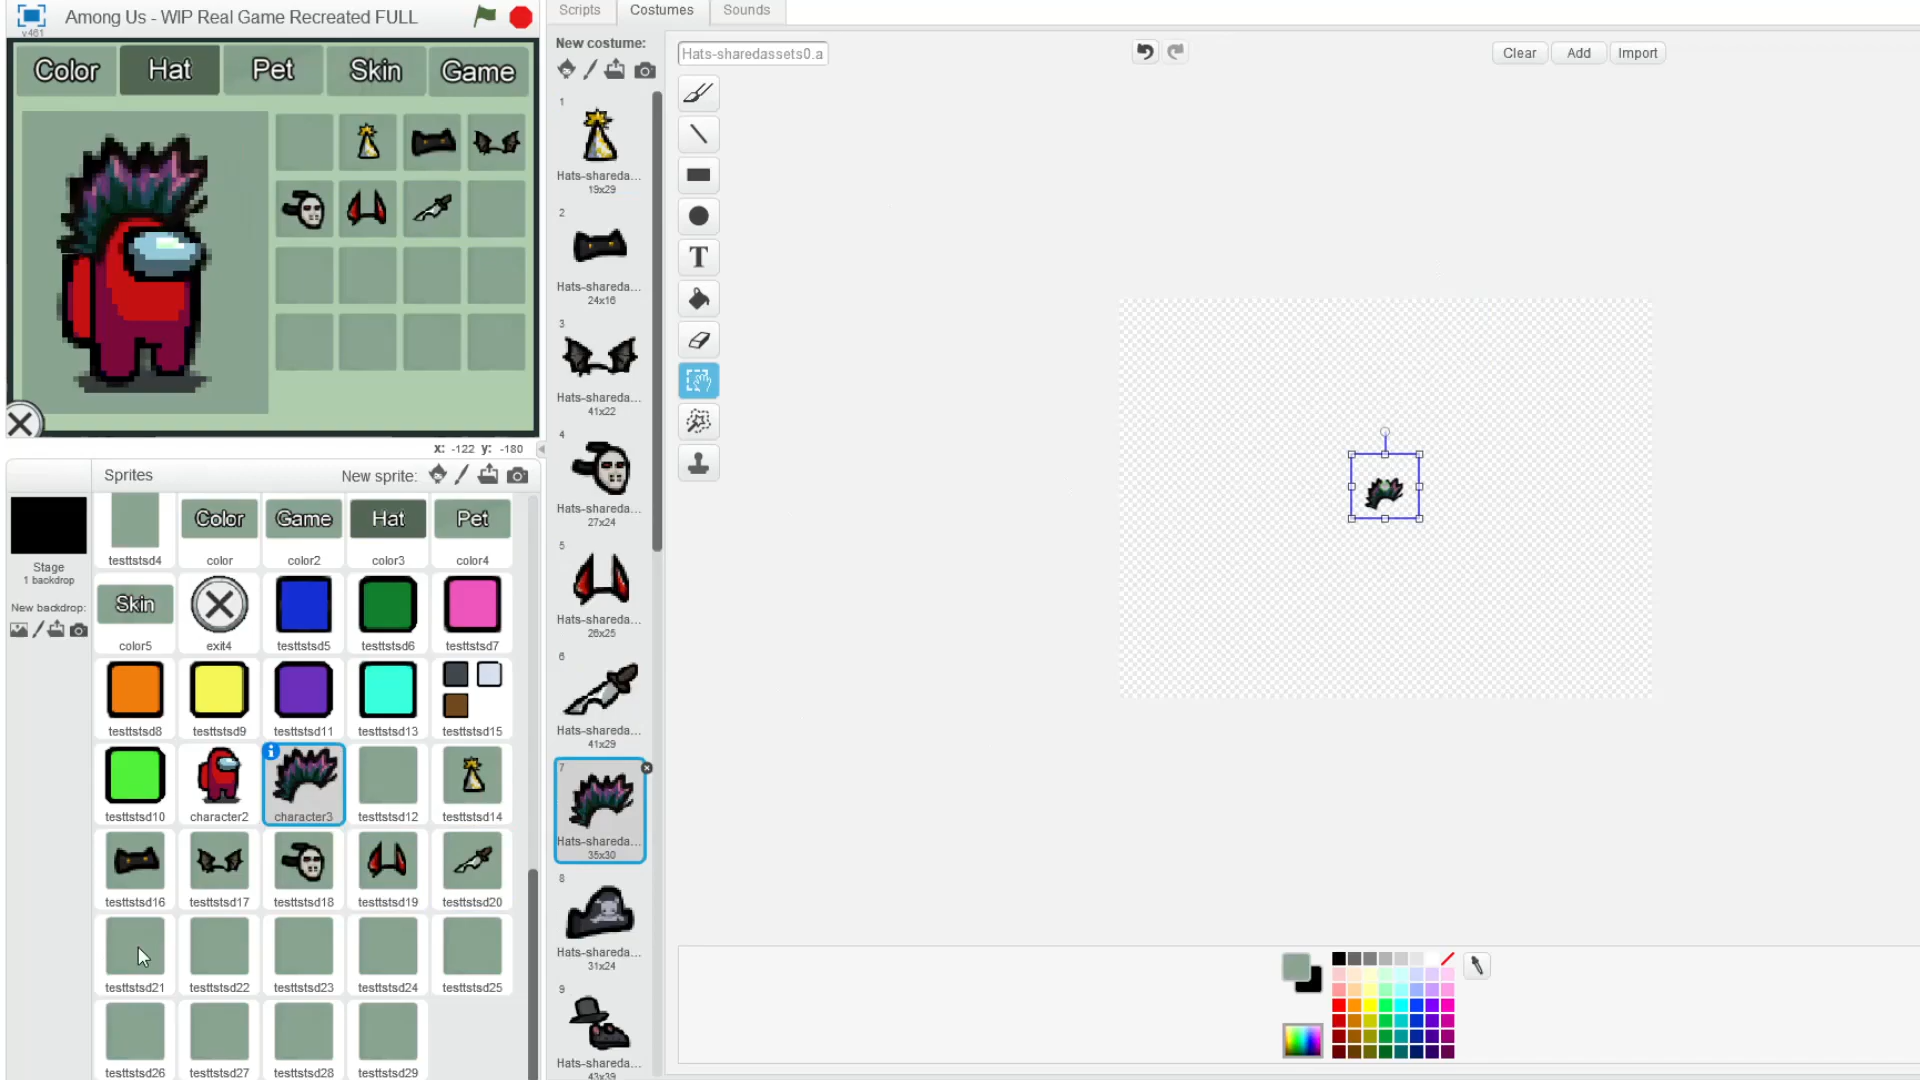 Among Us - WIP Real Game Recreated FULL
v461
Color Hat Pet Skin Game
x: -122 y: -180
Sprites New sprite:
Stage
1 backdrop
New backdrop:
Color Game Hat Pet
testtstsd4 color color2 color3 color4
Skin
color5 exit4 testtstsd5 testtstsd6 testtstsd7
testtstsd8 testtstsd9 testtstsd11 testtstsd13 testtstsd15
testtstsd10 character2 character3 testtstsd12 testtstsd14
testtstsd16 testtstsd17 testtstsd18 testtstsd19 testtstsd20
testtstsd21 testtstsd22 testtstsd23 testtstsd24 testtstsd25
testtstsd26 testtstsd27 testtstsd28 testtstsd29
Scripts Costumes Sounds
New costume:
1
Hats-shareda...
19x29
2
Hats-shareda...
24x16
3
Hats-shareda...
41x22
4
Hats-shareda...
27x24
5
Hats-shareda...
26x25
6
Hats-shareda...
41x29
7
Hats-shareda...
35x30
8
Hats-shareda...
31x24
9
Hats-shareda...
43x39
Hats-sharedassets0.a
Clear Add Import
T